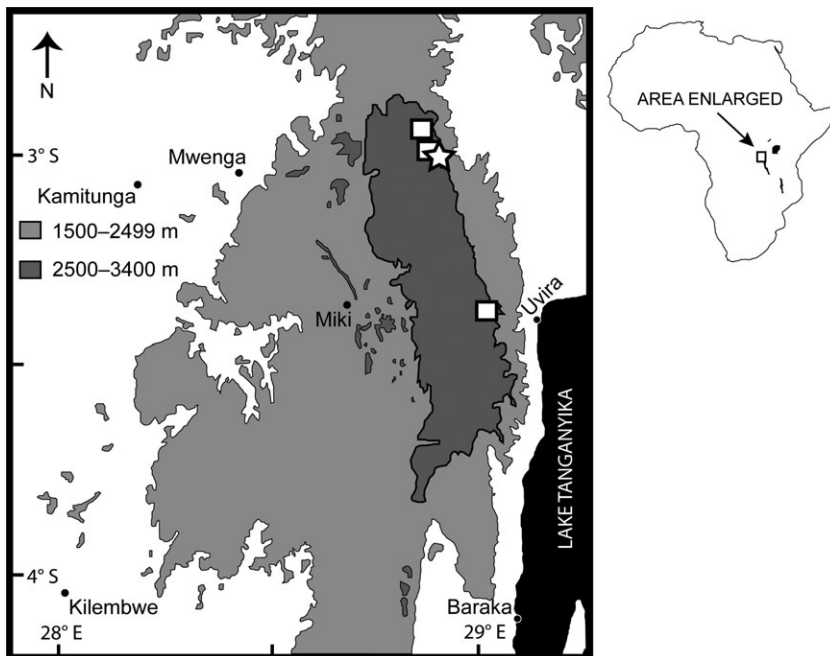 N
3° S
Mwenga
Kamitunga
1500–2499 m
2500–3400 m
Miki
Uvira
LAKE TANGANYIKA
4° S
Kilembwe
Baraka
28° E
29° E
AREA ENLARGED